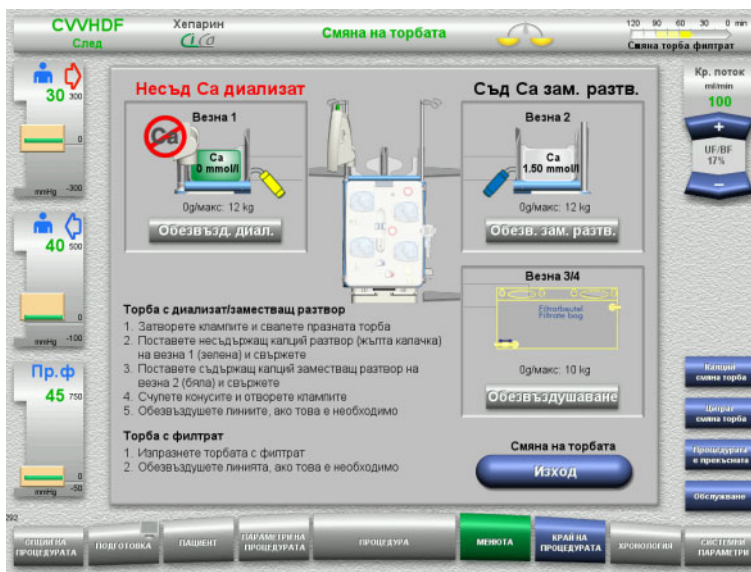 CVVHDF
След
Хепарин
Ci Ca
Смяна на торбата
120 90 60 30 0 min
Смяна торба филтрат
30
300
0
mmHg
-300
40
500
0
mmHg
-100
Пр.ф
45
750
0
mmHg
-50
292
Несъд Са диализат
Везна 1
Ca
Ca
0 mmol/l
0g/макс: 12 kg
Обезвъзд. диал.
Съд Са зам. разтв.
Везна 2
Ca
1.50 mmol/l
0g/макс: 12 kg
Обезв. зам. разтв.
Везна 3/4
Filtratbeutel
Filtrate bag
0g/макс: 10 kg
Обезвъздушаване
Торба с диализат/заместващ разтвор
1. Затворете клампите и свалете празната торба
2. Поставете несъдържащ калций разтвор (жълта капачка)
на везна 1 (зелена) и свържете
3. Поставете съдържащ калций заместващ разтвор на
везна 2 (бяла) и свържете
4. Счупете конусите и отворете клампите
5. Обезвъздушете линиите, ако това е необходимо
Торба с филтрат
1. Изпразнете торбата с филтрат
2. Обезвъздушете линията, ако това е необходимо
Смяна на торбата
Изход
Кр. поток
ml/min
100
+
UF/BF
17%
−
Калций
смяна торба
Цитрат
смяна торба
Процедурата
е прекъсната
Обслужване
ОПЦИИ НА
ПРОЦЕДУРАТА
ПОДГОТОВКА
ПАЦИЕНТ
ПАРАМЕТРИ НА
ПРОЦЕДУРАТА
ПРОЦЕДУРА
МЕНЮТА
КРАЙ НА
ПРОЦЕДУРАТА
ХРОНОЛОГИЯ
СИСТЕМНИ
ПАРАМЕТРИ